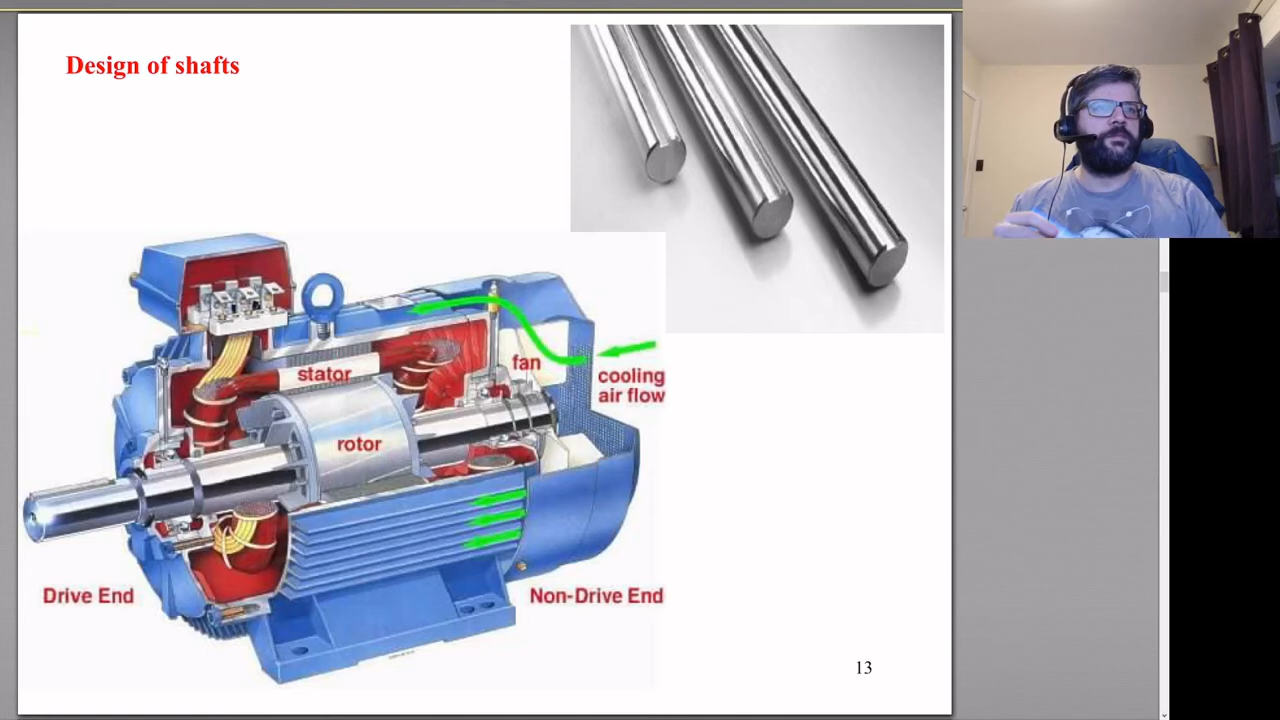 Design of shafts
stator
fan
cooling
air flow
rotor
Drive End
Non-Drive End
13